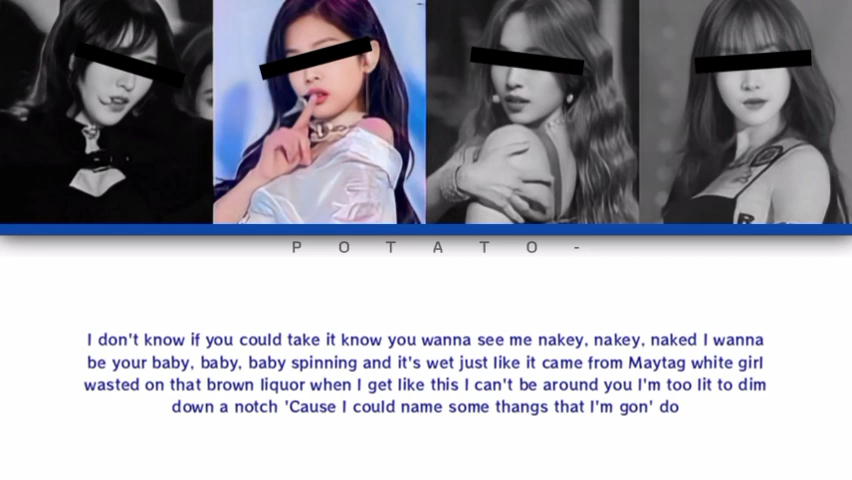 P O T A T O -
I don't know if you could take it know you wanna see me nakey, nakey, naked I wanna
be your baby, baby, baby spinning and it's wet just like it came from Maytag white girl
wasted on that brown liquor when I get like this I can't be around you I'm too lit to dim
down a notch 'Cause I could name some thangs that I'm gon' do